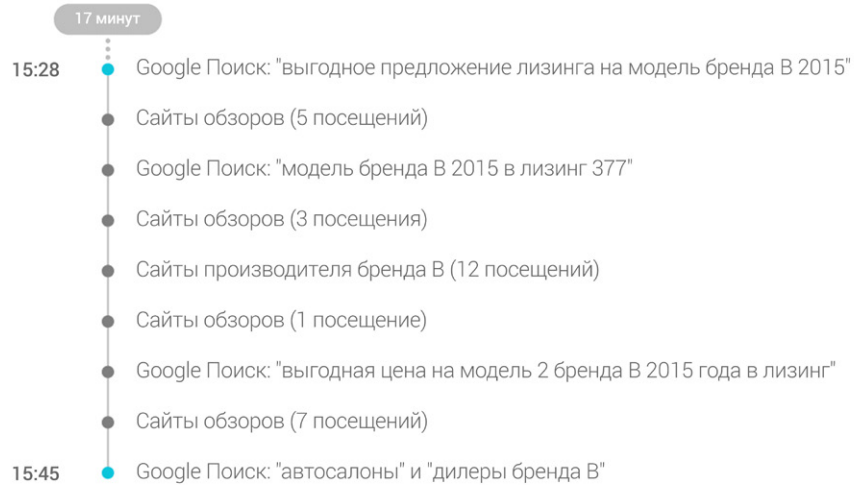 17 минут
15:28 Google Поиск: "выгодное предложение лизинга на модель бренда B 2015"
Сайты обзоров (5 посещений)
Google Поиск: "модель бренда B 2015 в лизинг 377"
Сайты обзоров (3 посещения)
Сайты производителя бренда B (12 посещений)
Сайты обзоров (1 посещение)
Google Поиск: "выгодная цена на модель 2 бренда B 2015 года в лизинг"
Сайты обзоров (7 посещений)
15:45 Google Поиск: "автосалоны" и "дилеры бренда B"